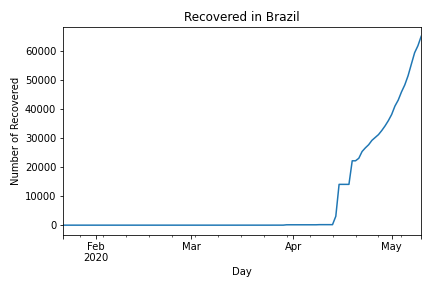 Recovered in Brazil
Number of Recovered
60000
50000
40000
30000
20000
10000
0
Feb
2020
Mar
Apr
May
Day